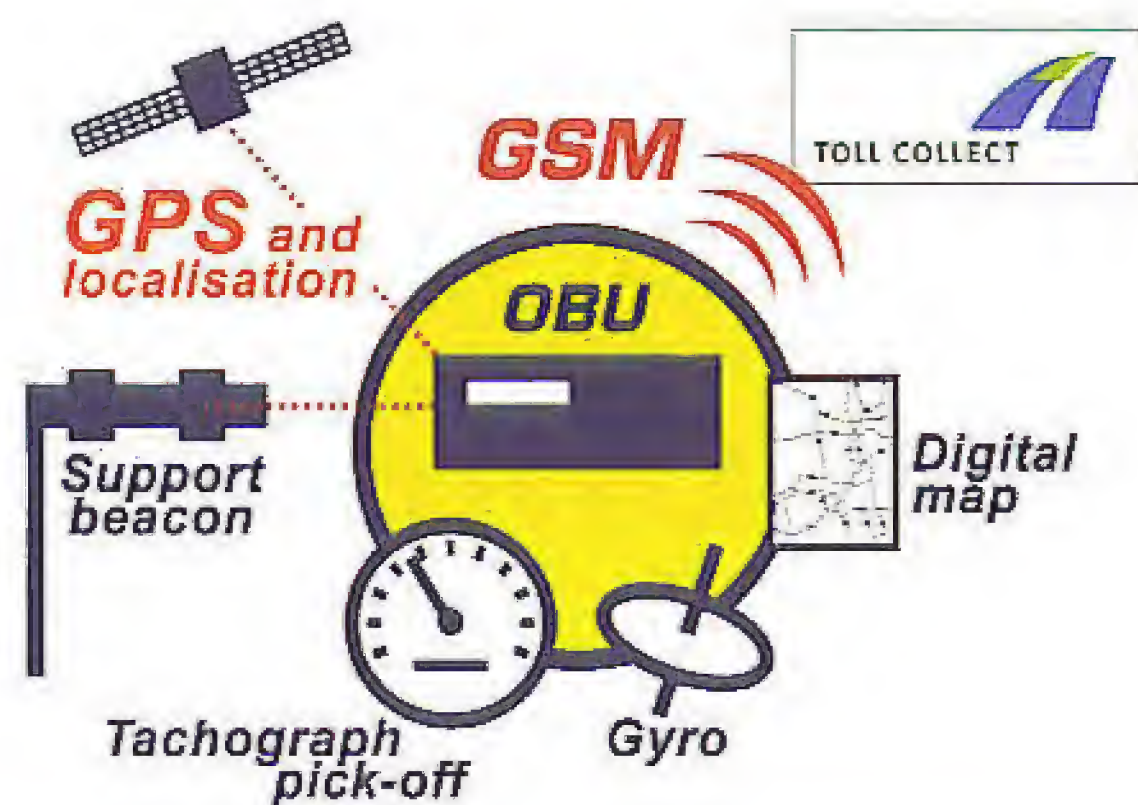 GSM
TOLL COLLECT
GPS and
localisation
OBU
Support
beacon
Digital
map
Tachograph
pick-off
Gyro